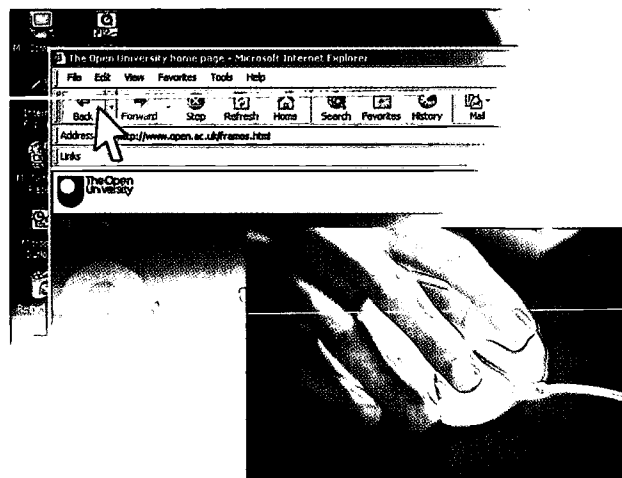 The Open University home page - Microsoft Internet Explorer
File Edit View Favorites Tools Help
Back Forward Stop Refresh Home Search Favorites History Mail
Address http://www.open.ac.uk/frames.html
Links
The Open
University